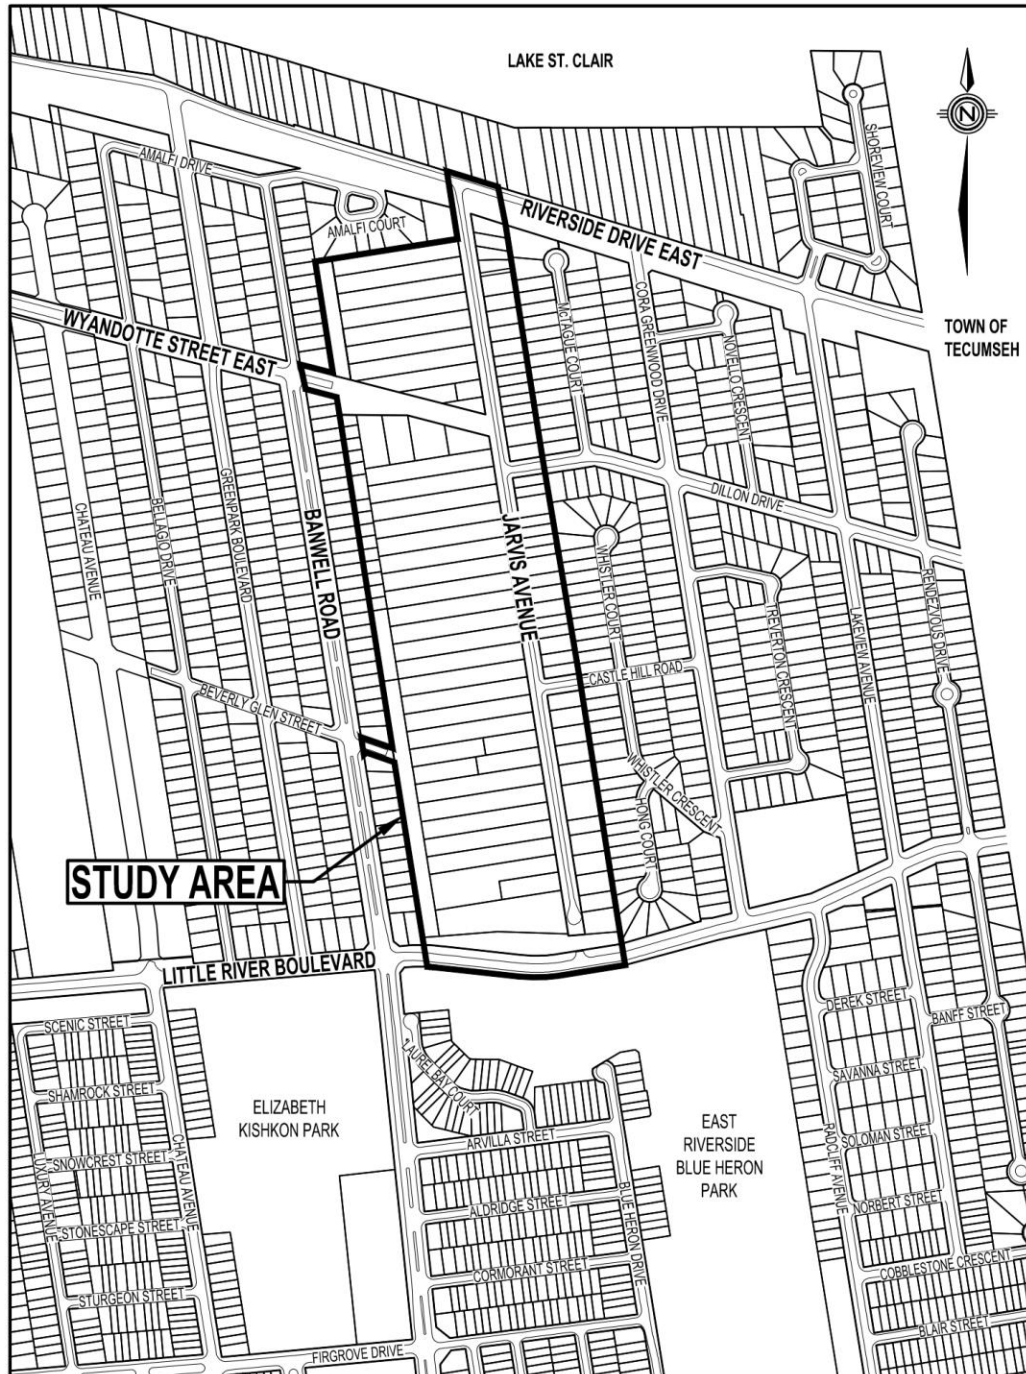 LAKE ST. CLAIR
N
SHOREVIEW COURT
AMALFI DRIVE
AMALFI COURT
RIVERSIDE DRIVE EAST
McTAGUE COURT
CORA GREENWOOD DRIVE
NOVELLO CRESCENT
TOWN OF
TECUMSEH
WYANDOTTE STREET EAST
CHATEAU AVENUE
BELLAGIO DRIVE
GREENPARK BOULEVARD
BANWELL ROAD
JARVIS AVENUE
DILLON DRIVE
WHISTLER COURT
TREVERTON CRESCENT
LAKEVIEW AVENUE
RENDEZVOUS DRIVE
CASTLE HILL ROAD
BEVERLY GLEN STREET
WHISTLER CRESCENT
HONG COURT
STUDY AREA
LITTLE RIVER BOULEVARD
SCENIC STREET
SHAMROCK STREET
SNOWCREST STREET
STONESCAPE STREET
STURGEON STREET
LUXURY AVENUE
CHATEAU AVENUE
ELIZABETH
KISHKON PARK
LAUREL BAY COURT
ARVILLA STREET
ALDRIDGE STREET
CORMORANT STREET
BLUE HERON DRIVE
FIRGROVE DRIVE
EAST
RIVERSIDE
BLUE HERON
PARK
DEREK STREET
BANFF STREET
SAVANNA STREET
SOLOMAN STREET
RADCLIFF AVENUE
NORBERT STREET
COBBLESTONE CRESCENT
BLAIR STREET